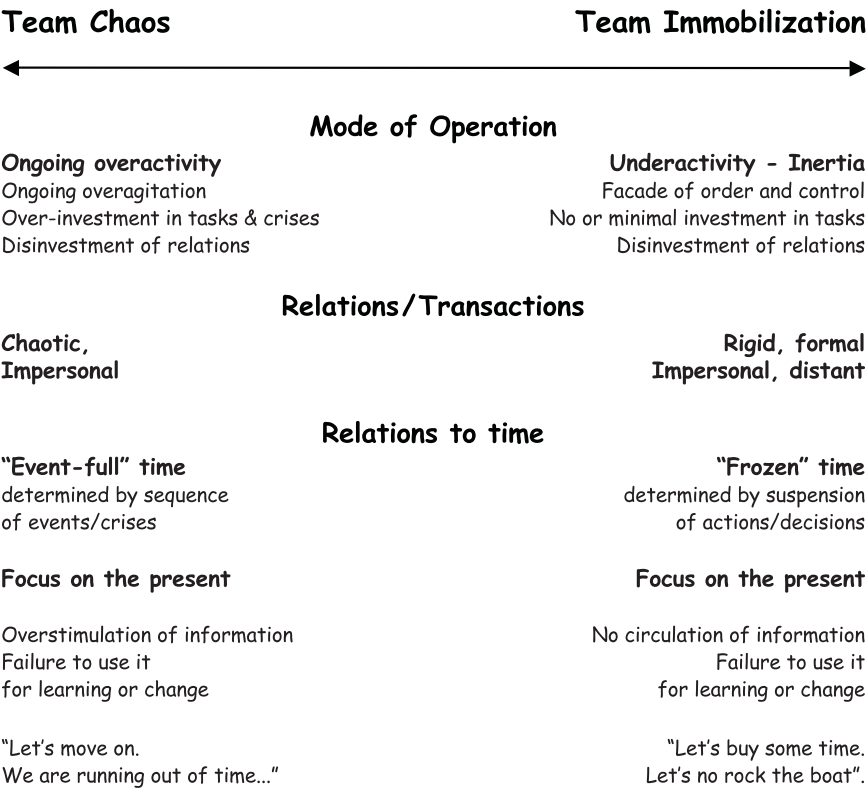 Team Chaos Team Immobilization
Mode of Operation
Ongoing overactivity Underactivity - Inertia
Ongoing overagitation Facade of order and control
Over-investment in tasks & crises No or minimal investment in tasks
Disinvestment of relations Disinvestment of relations
Relations/Transactions
Chaotic, Rigid, formal
Impersonal Impersonal, distant
Relations to time
“Event-full” time “Frozen” time
determined by sequence determined by suspension
of events/crises of actions/decisions
Focus on the present Focus on the present
Overstimulation of information No circulation of information
Failure to use it Failure to use it
for learning or change for learning or change
“Let’s move on. “Let’s buy some time.
We are running out of time...” Let’s no rock the boat”.